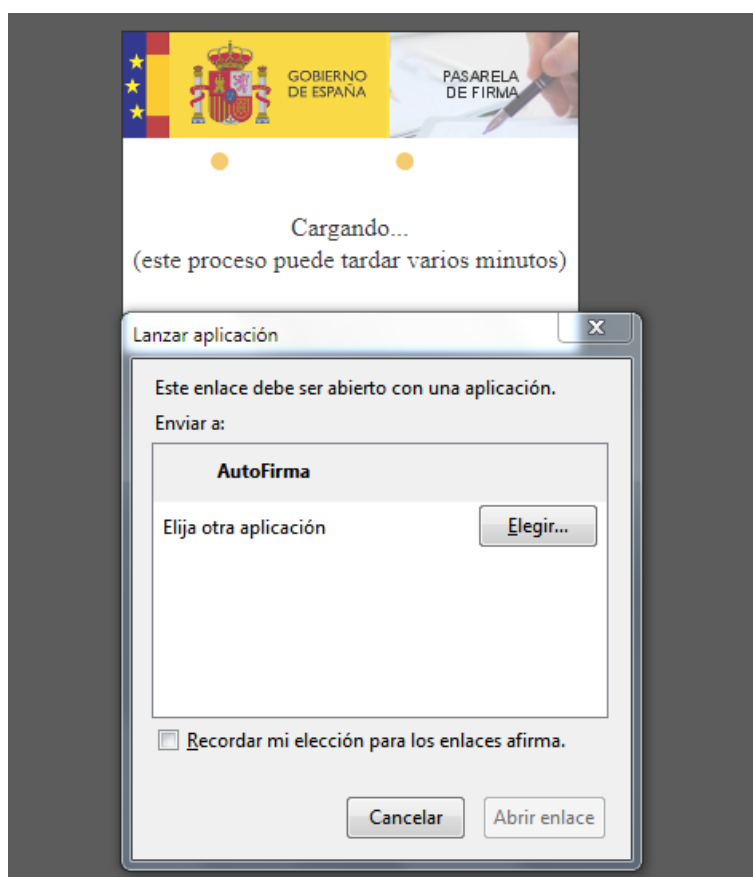 GOBIERNO
DE ESPAÑA
PASARELA
DE FIRMA
Cargando...
(este proceso puede tardar varios minutos)
Lanzar aplicación
Este enlace debe ser abierto con una aplicación.
Enviar a:
AutoFirma
Elija otra aplicación
Elegir...
Recordar mi elección para los enlaces afirma.
Cancelar
Abrir enlace